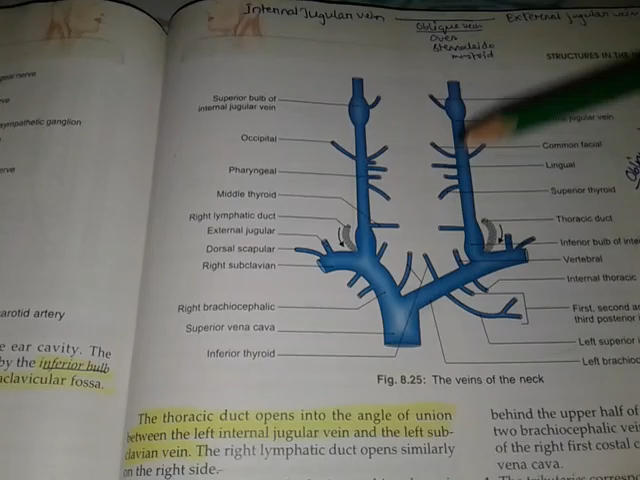 Internal Jugular vein
Oblique vein
Over
sternoleido
mastoid
External jugular vein
STRUCTURES IN THE
nerve
sympathetic ganglion
Superior bulb of
internal jugular vein
jugular vein
Occipital
Common facial
Pharyngeal
Lingual
Middle thyroid
Superior thyroid
Right lymphatic duct
Thoracic duct
External jugular
Dorsal scapular
Inferior bulb of
Right subclavian
Vertebral
Internal thoracic
Right brachiocephalic
First, second a
third posterior
Superior vena cava
Left superior
Inferior thyroid
Left brachioc
Fig. 8.25: The veins of the neck
arotid artery
e ear cavity. The
by the inferior bulb
aclavicular fossa.
The thoracic duct opens into the angle of union
between the left internal jugular vein and the left sub-
clavian vein. The right lymphatic duct opens similarly
on the right side.
behind the upper half of
two brachiocephalic vei
of the right first costal c
vena cava.